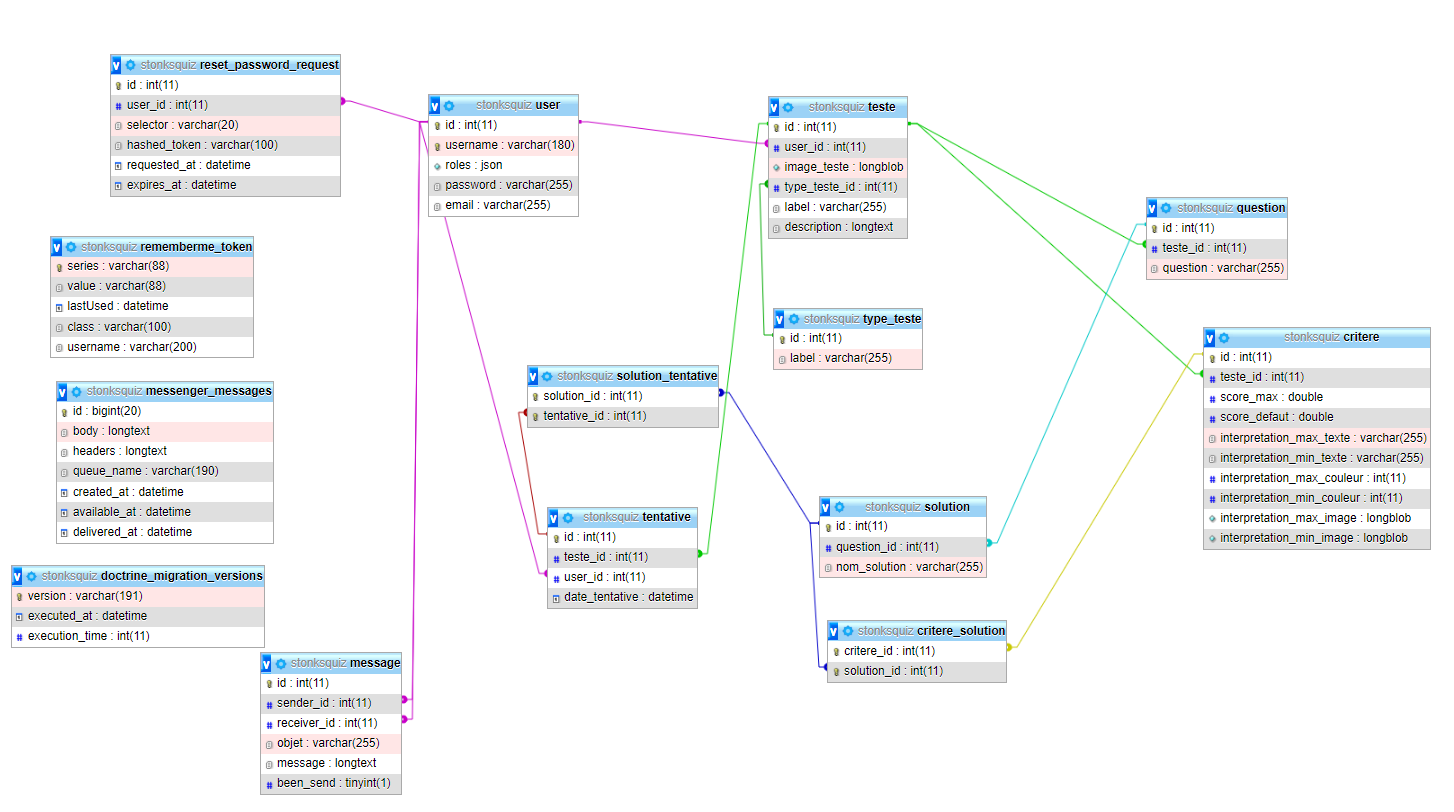 v stonksquiz reset_password_request
id : int(11)
user_id : int(11)
selector : varchar(20)
hashed_token : varchar(100)
requested_at : datetime
expires_at : datetime
v stonksquiz user
id : int(11)
username : varchar(180)
roles : json
password : varchar(255)
email : varchar(255)
v stonksquiz teste
id : int(11)
user_id : int(11)
image_teste : longblob
type_teste_id : int(11)
label : varchar(255)
description : longtext
v stonksquiz question
id : int(11)
teste_id : int(11)
question : varchar(255)
v stonksquiz rememberme_token
series : varchar(88)
value : varchar(88)
lastUsed : datetime
class : varchar(100)
username : varchar(200)
v stonksquiz type_teste
id : int(11)
label : varchar(255)
v stonksquiz critere
id : int(11)
teste_id : int(11)
score_max : double
score_defaut : double
interpretation_max_texte : varchar(255)
interpretation_min_texte : varchar(255)
interpretation_max_couleur : int(11)
interpretation_min_couleur : int(11)
interpretation_max_image : longblob
interpretation_min_image : longblob
v stonksquiz solution_tentative
solution_id : int(11)
tentative_id : int(11)
v stonksquiz messenger_messages
id : bigint(20)
body : longtext
headers : longtext
queue_name : varchar(190)
created_at : datetime
available_at : datetime
delivered_at : datetime
v stonksquiz tentative
id : int(11)
teste_id : int(11)
user_id : int(11)
date_tentative : datetime
v stonksquiz solution
id : int(11)
question_id : int(11)
nom_solution : varchar(255)
v stonksquiz doctrine_migration_versions
version : varchar(191)
executed_at : datetime
execution_time : int(11)
v stonksquiz critere_solution
critere_id : int(11)
solution_id : int(11)
v stonksquiz message
id : int(11)
sender_id : int(11)
receiver_id : int(11)
objet : varchar(255)
message : longtext
been_send : tinyint(1)